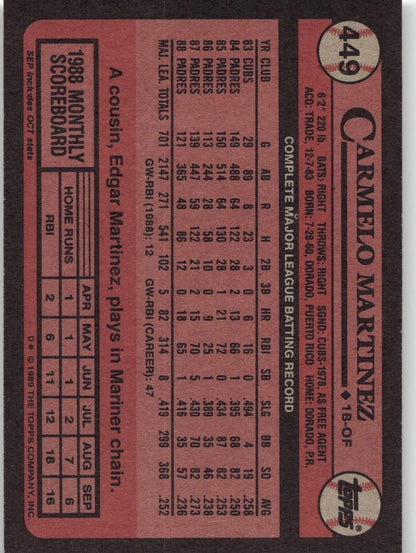 449
CARMELO MARTINEZ ♦ 1B-OF
topps
6'2" 220 lb. BATS: RIGHT THROWS: RIGHT SGND: CUBS-1978, AS FREE AGENT
ACQ: TRADE, 12-7-83 BORN: 7-28-60, DORADO, PUERTO RICO HOME: DORADO, P.R.
COMPLETE MAJOR LEAGUE BATTING RECORD
YR CLUB G AB R H 2B 3B HR RBI SB SLG BB SO AVG
83 CUBS 29 89 8 23 3 0 6 16 0 .494 4 19 .258
84 PADRES 149 488 64 122 28 2 13 66 1 .395 68 82 .250
85 PADRES 150 514 64 130 28 1 21 72 0 .434 87 82 .253
86 PADRES 113 244 28 58 10 0 9 25 1 .389 35 46 .238
87 PADRES 139 447 59 122 21 2 15 70 5 .430 70 82 .273
88 PADRES 121 365 48 86 12 0 18 65 1 .416 35 57 .236
MAJ. LEA. TOTALS 701 2147 271 541 102 5 82 314 8 .419 299 368 .252
GW-RBI (1988): 12 GW-RBI (CAREER): 47
A cousin, Edgar Martinez, plays in Mariner chain.
1988 MONTHLY
SCOREBOARD
SEP includes OCT stats
APR MAY JUN JUL AUG SEP
HOME RUNS 1 1 1 2 7 6
RBI 2 6 11 12 18 16
D* © 1989 THE TOPPS COMPANY, INC.